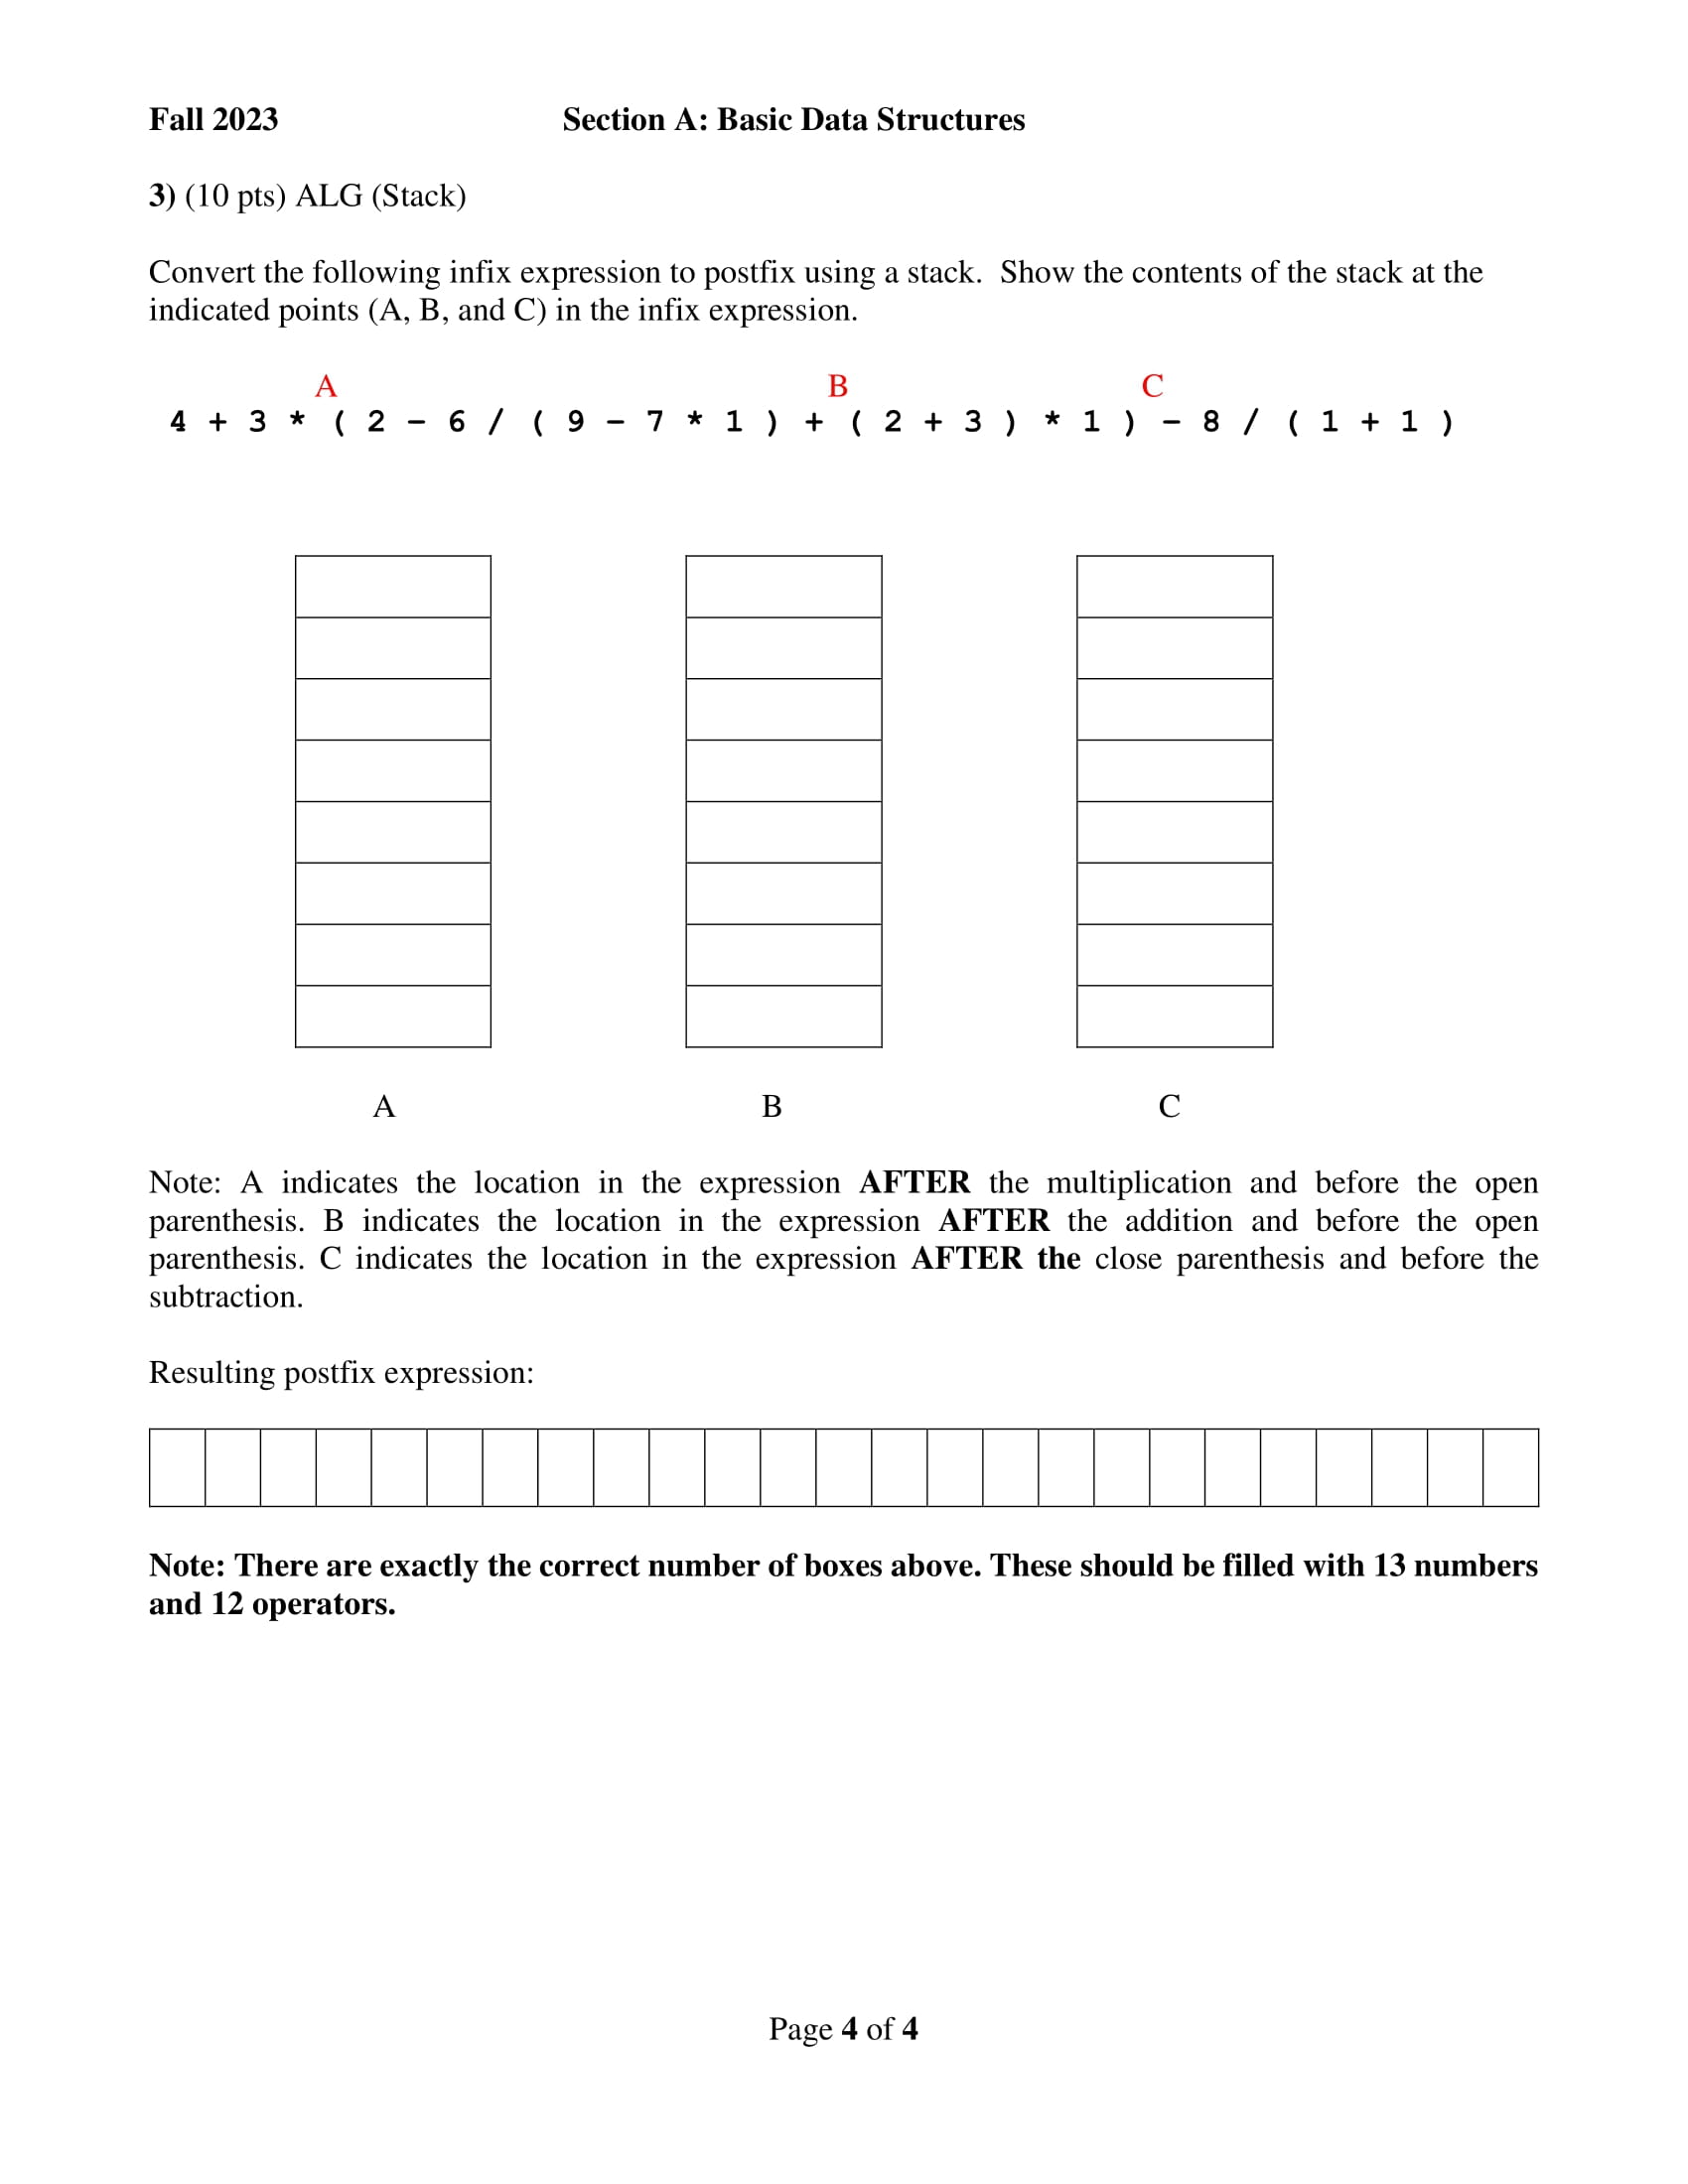 Fall 2023 Section A: Basic Data Structures
3) (10 pts) ALG (Stack)
Convert the following infix expression to postfix using a stack.  Show the contents of the stack at the
indicated points (A, B, and C) in the infix expression.
A B C
4 + 3 * ( 2 – 6 / ( 9 – 7 * 1 ) + ( 2 + 3 ) * 1 ) – 8 / ( 1 + 1 )
A B C
Note: A indicates the location in the expression AFTER the multiplication and before the open
parenthesis. B indicates the location in the expression AFTER the addition and before the open
parenthesis. C indicates the location in the expression AFTER the close parenthesis and before the
subtraction.
Resulting postfix expression:
Note: There are exactly the correct number of boxes above. These should be filled with 13 numbers
and 12 operators.
Page 4 of 4